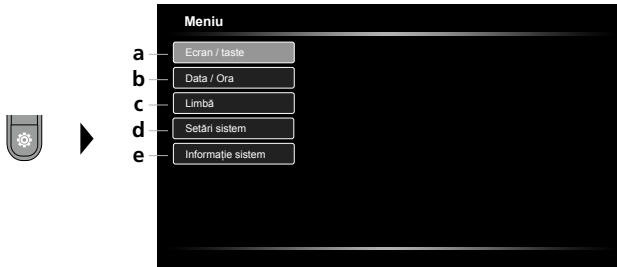 Meniu
a Ecran / taste
b Data / Ora
c Limbă
d Setări sistem
e Informație sistem